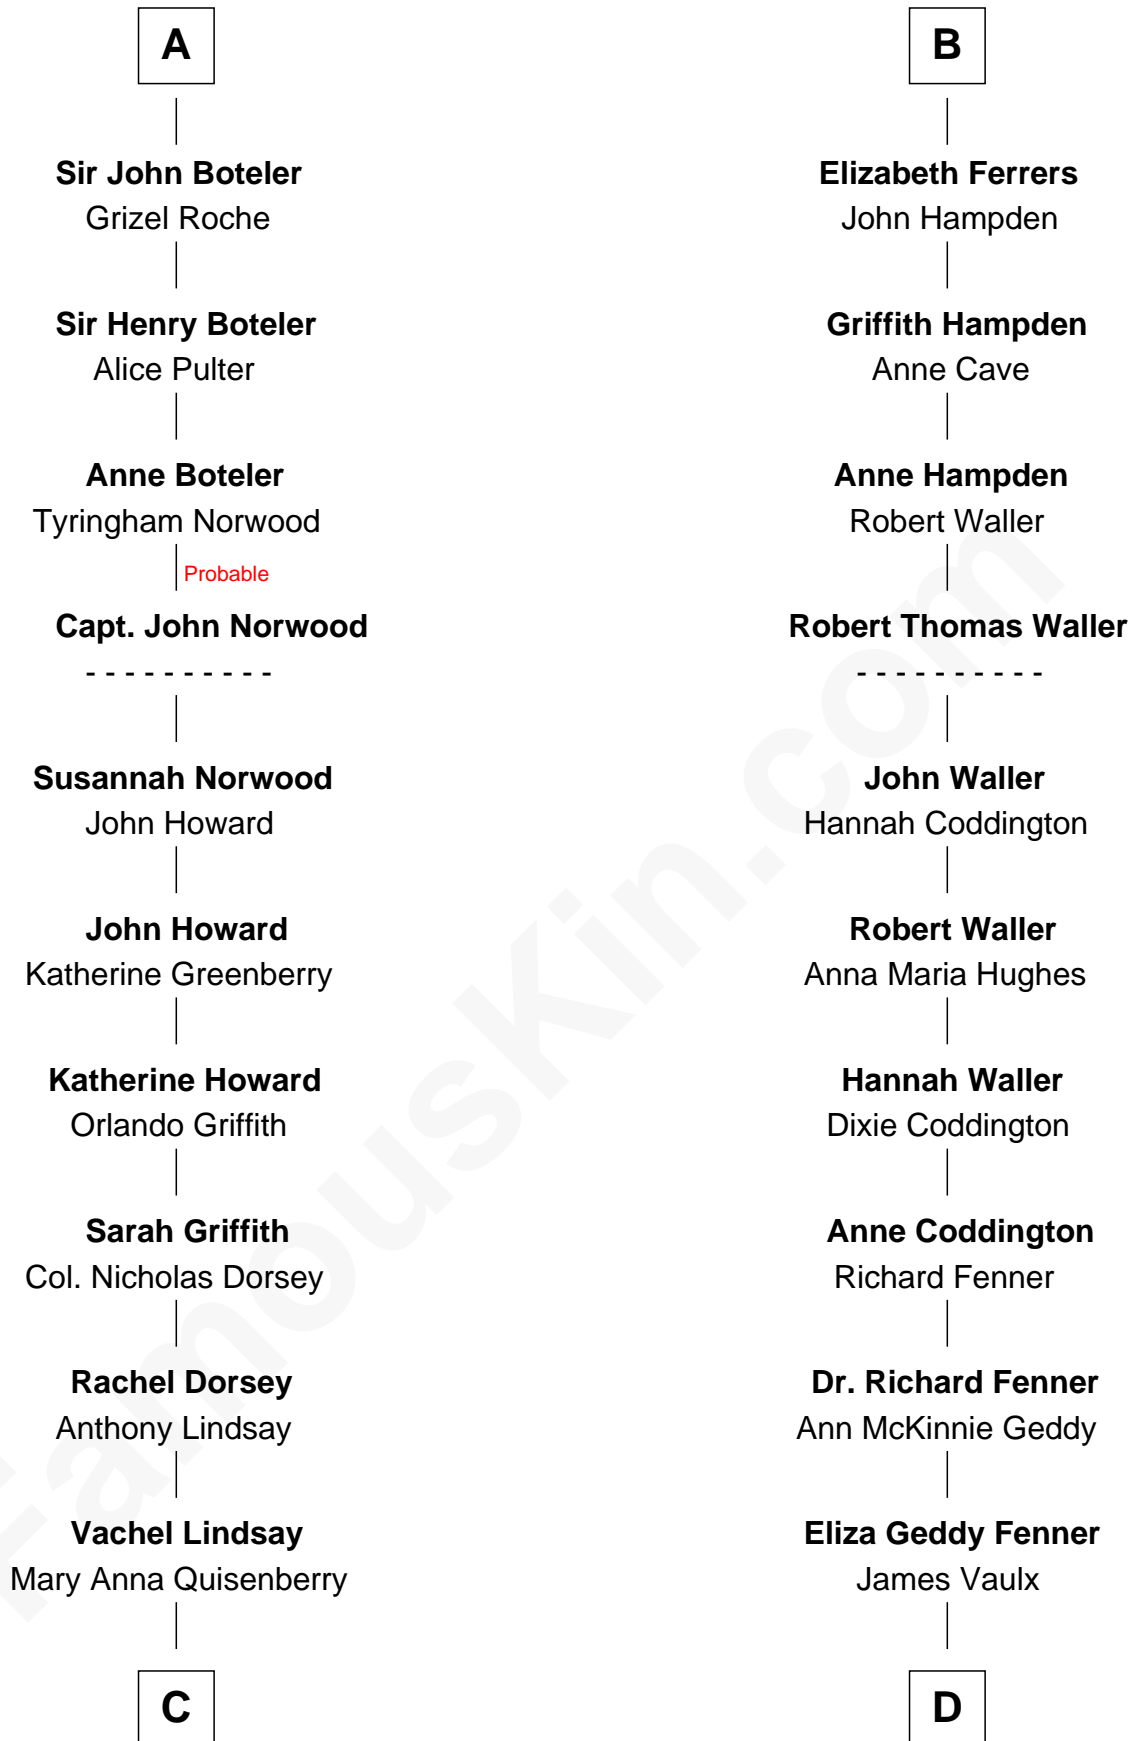 A
Sir John Boteler
Grizel Roche
Sir Henry Boteler
Alice Pulter
Anne Boteler
Tyringham Norwood
Probable
Capt. John Norwood
- - - - - - - - - -
Susannah Norwood
John Howard
John Howard
Katherine Greenberry
Katherine Howard
Orlando Griffith
Sarah Griffith
Col. Nicholas Dorsey
Rachel Dorsey
Anthony Lindsay
Vachel Lindsay
Mary Anna Quisenberry
C
B
Elizabeth Ferrers
John Hampden
Griffith Hampden
Anne Cave
Anne Hampden
Robert Waller
Robert Thomas Waller
- - - - - - - - - -
John Waller
Hannah Coddington
Robert Waller
Anna Maria Hughes
Hannah Waller
Dixie Coddington
Anne Coddington
Richard Fenner
Dr. Richard Fenner
Ann McKinnie Geddy
Eliza Geddy Fenner
James Vaulx
D
FamousKin.com